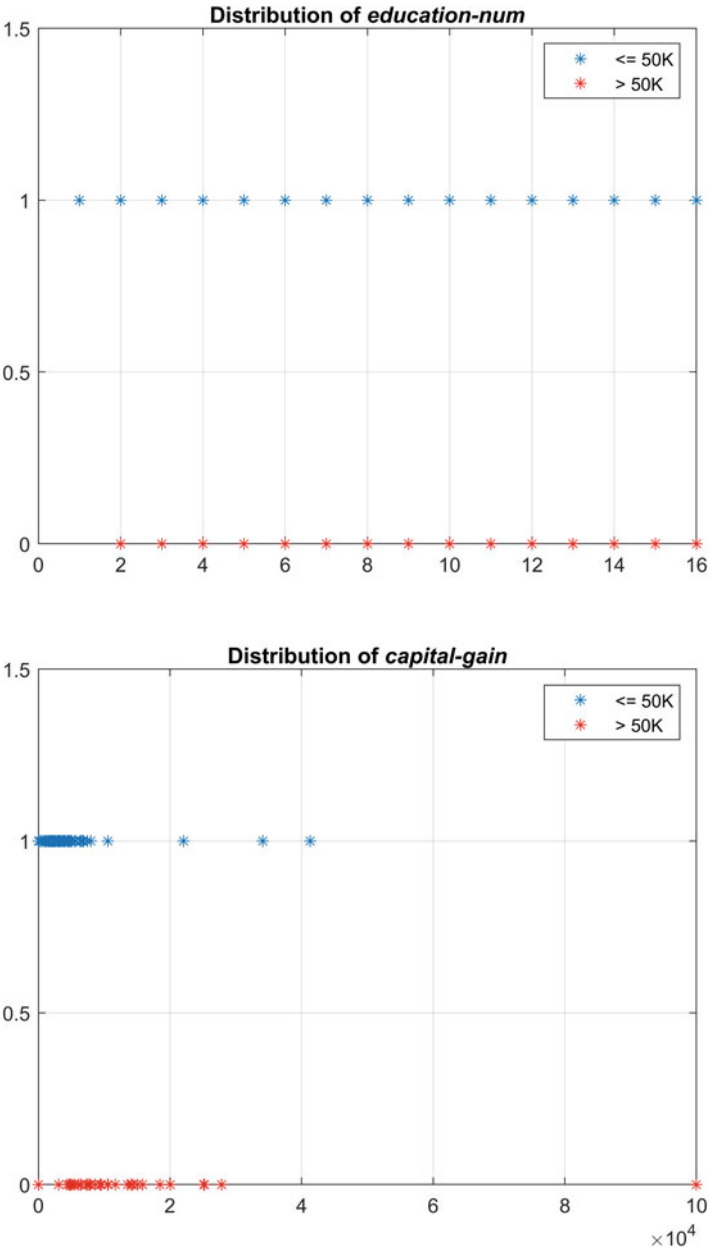 Distribution of education-num
1.5
<= 50K
> 50K
1
0.5
0
0 2 4 6 8 10 12 14 16
Distribution of capital-gain
1.5
<= 50K
> 50K
1
0.5
0
0 2 4 6 8 10
×10⁴